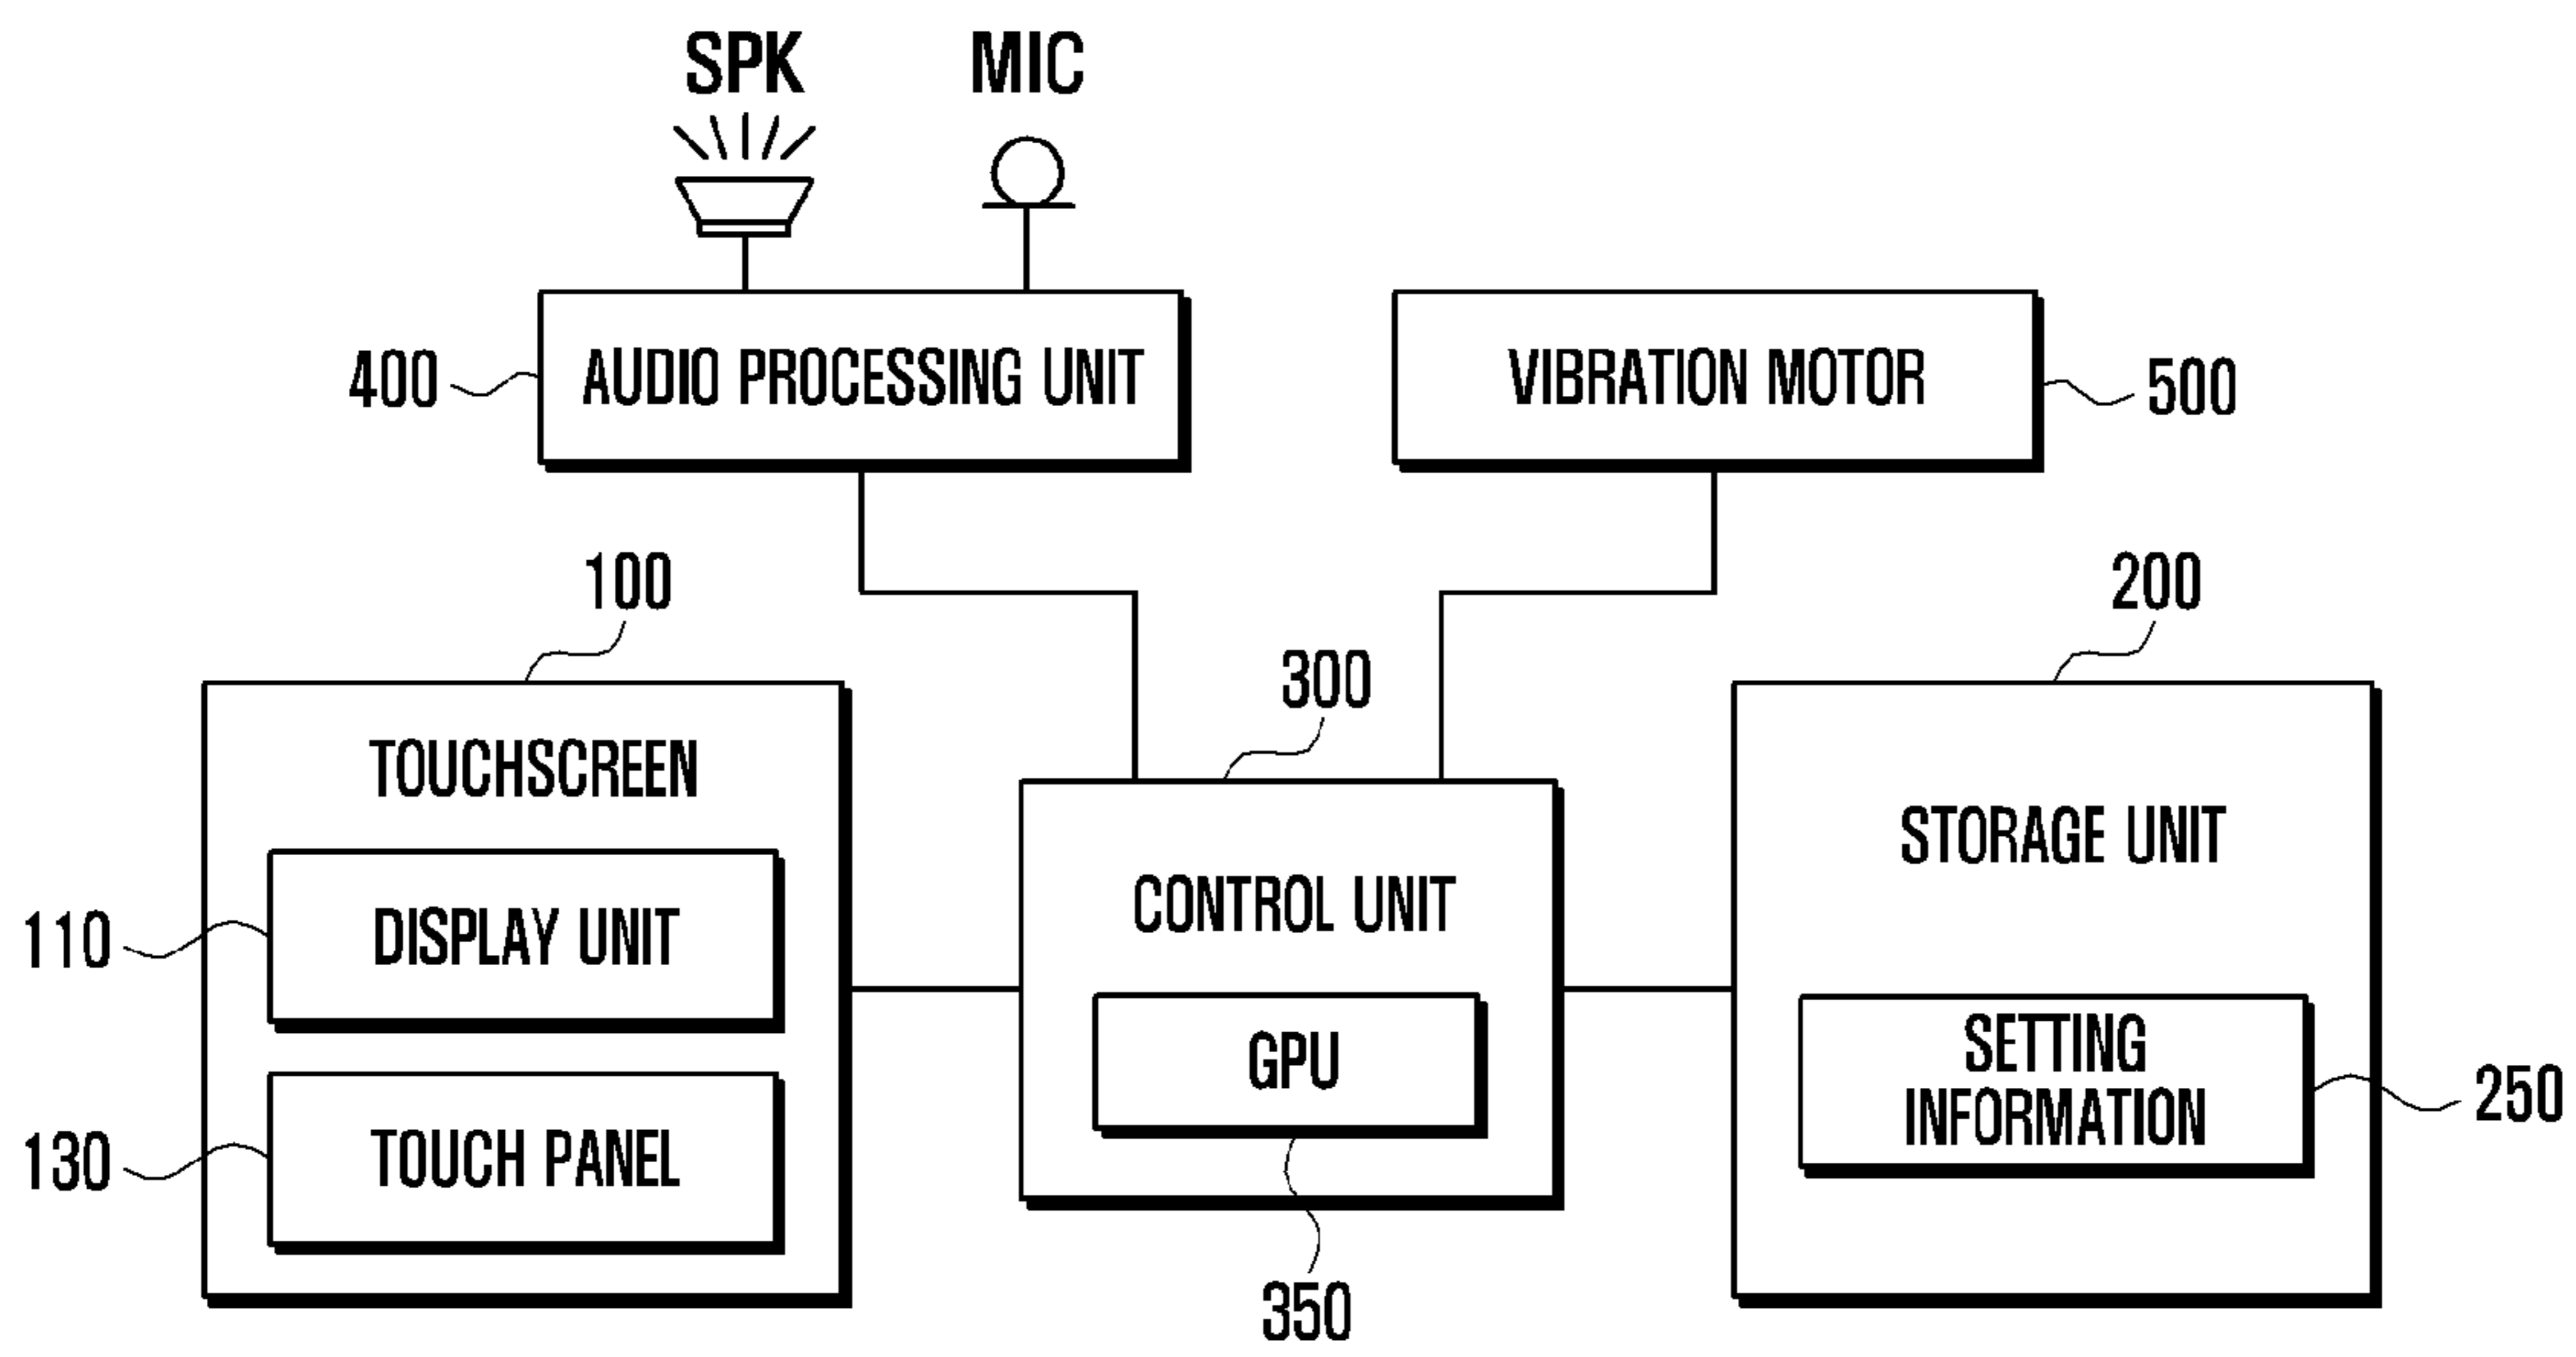 SPK
MIC
400
AUDIO PROCESSING UNIT
VIBRATION MOTOR
500
100
200
300
TOUCHSCREEN
STORAGE UNIT
110
DISPLAY UNIT
CONTROL UNIT
GPU
SETTING
INFORMATION
250
130
TOUCH PANEL
350